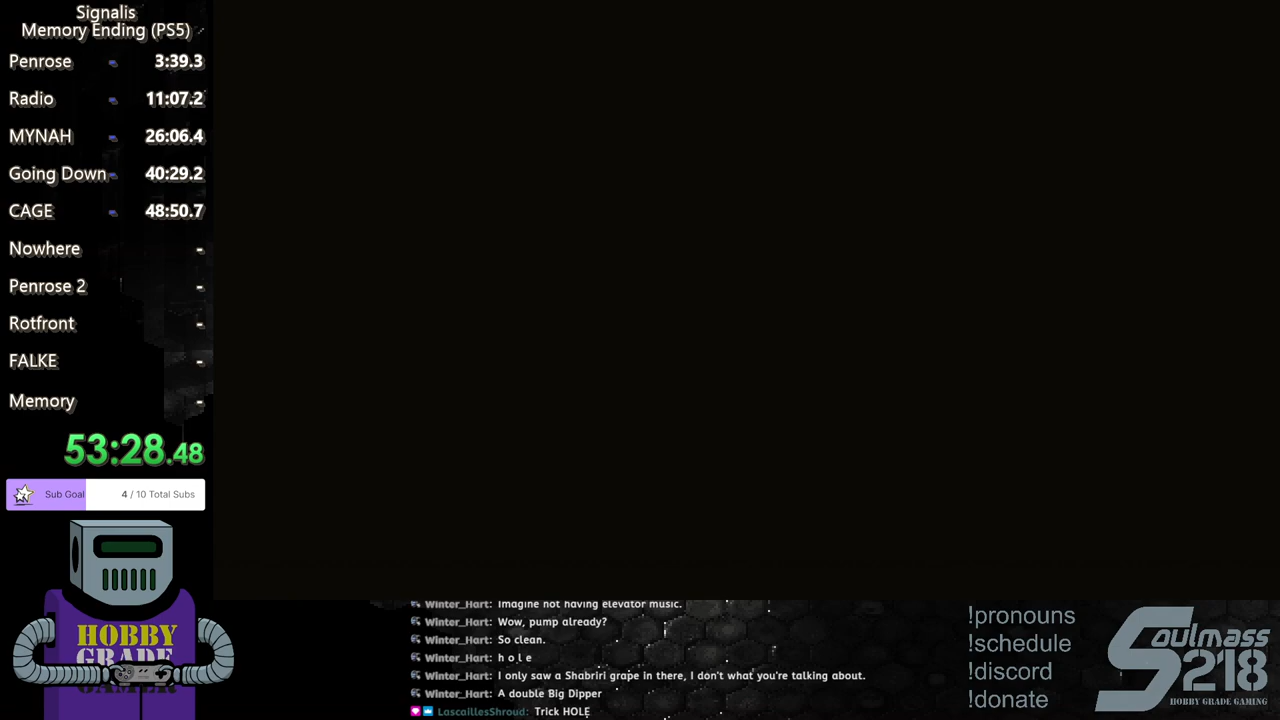 Signalis
Memory Ending (PS5)
Penrose 3:39.3
Radio 11:07.2
MYNAH 26:06.4
Going Down 40:29.2
CAGE 48:50.7
Nowhere -
Penrose 2 -
Rotfront -
FALKE -
Memory -
53:28.48
Sub Goal 4 / 10 Total Subs
HOBBY
GRADE
GAMER
Winter_Hart: Imagine not having elevator music.
Winter_Hart: Wow, pump already?
Winter_Hart: So clean.
Winter_Hart: h o l e
Winter_Hart: I only saw a Shabriri grape in there, I don't what you're talking about.
Winter_Hart: A double Big Dipper
LascaillesShroud: Trick HOLE
!pronouns
!schedule
!discord
!donate
Soulmass
218
HOBBY GRADE GAMING